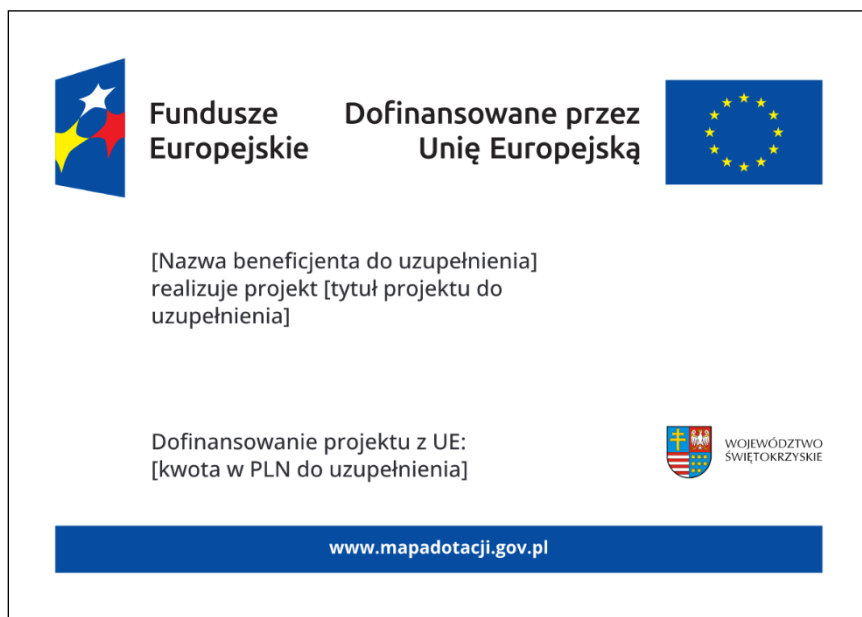 Fundusze
Europejskie
Dofinansowane przez
Unię Europejską
[Nazwa beneficjenta do uzupełnienia]
realizuje projekt [tytuł projektu do
uzupełnienia]
Dofinansowanie projektu z UE:
[kwota w PLN do uzupełnienia]
WOJEWÓDZTWO
ŚWIĘTOKRZYSKIE
www.mapadotacji.gov.pl